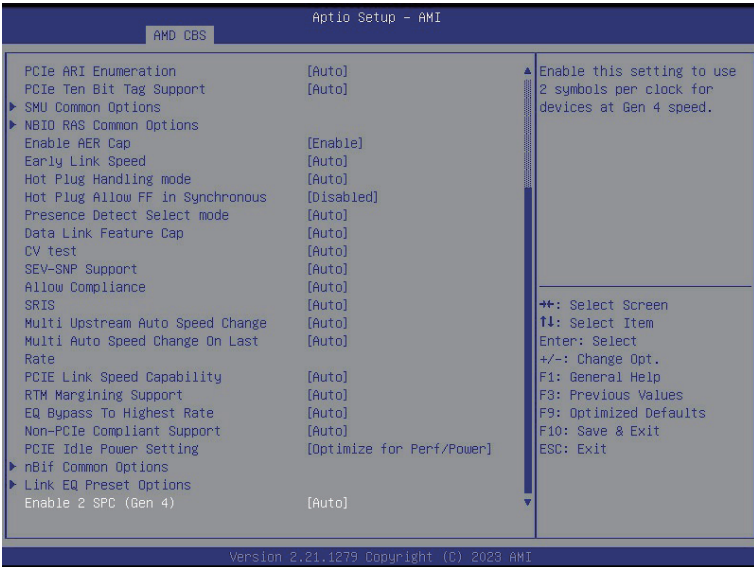 Aptio Setup – AMI
AMD CBS
PCIe ARI Enumeration [Auto]
PCIe Ten Bit Tag Support [Auto]
SMU Common Options
NBIO RAS Common Options
Enable AER Cap [Enable]
Early Link Speed [Auto]
Hot Plug Handling mode [Auto]
Hot Plug Allow FF in Synchronous [Disabled]
Presence Detect Select mode [Auto]
Data Link Feature Cap [Auto]
CV test [Auto]
SEV-SNP Support [Auto]
Allow Compliance [Auto]
SRIS [Auto]
Multi Upstream Auto Speed Change [Auto]
Multi Auto Speed Change On Last [Auto]
Rate
PCIE Link Speed Capability [Auto]
RTM Margining Support [Auto]
EQ Bypass To Highest Rate [Auto]
Non-PCIe Compliant Support [Auto]
PCIE Idle Power Setting [Optimize for Perf/Power]
nBif Common Options
Link EQ Preset Options
Enable 2 SPC (Gen 4) [Auto]
Enable this setting to use
2 symbols per clock for
devices at Gen 4 speed.
→←: Select Screen
↑↓: Select Item
Enter: Select
+/-: Change Opt.
F1: General Help
F3: Previous Values
F9: Optimized Defaults
F10: Save & Exit
ESC: Exit
Version 2.21.1279 Copyright (C) 2023 AMI